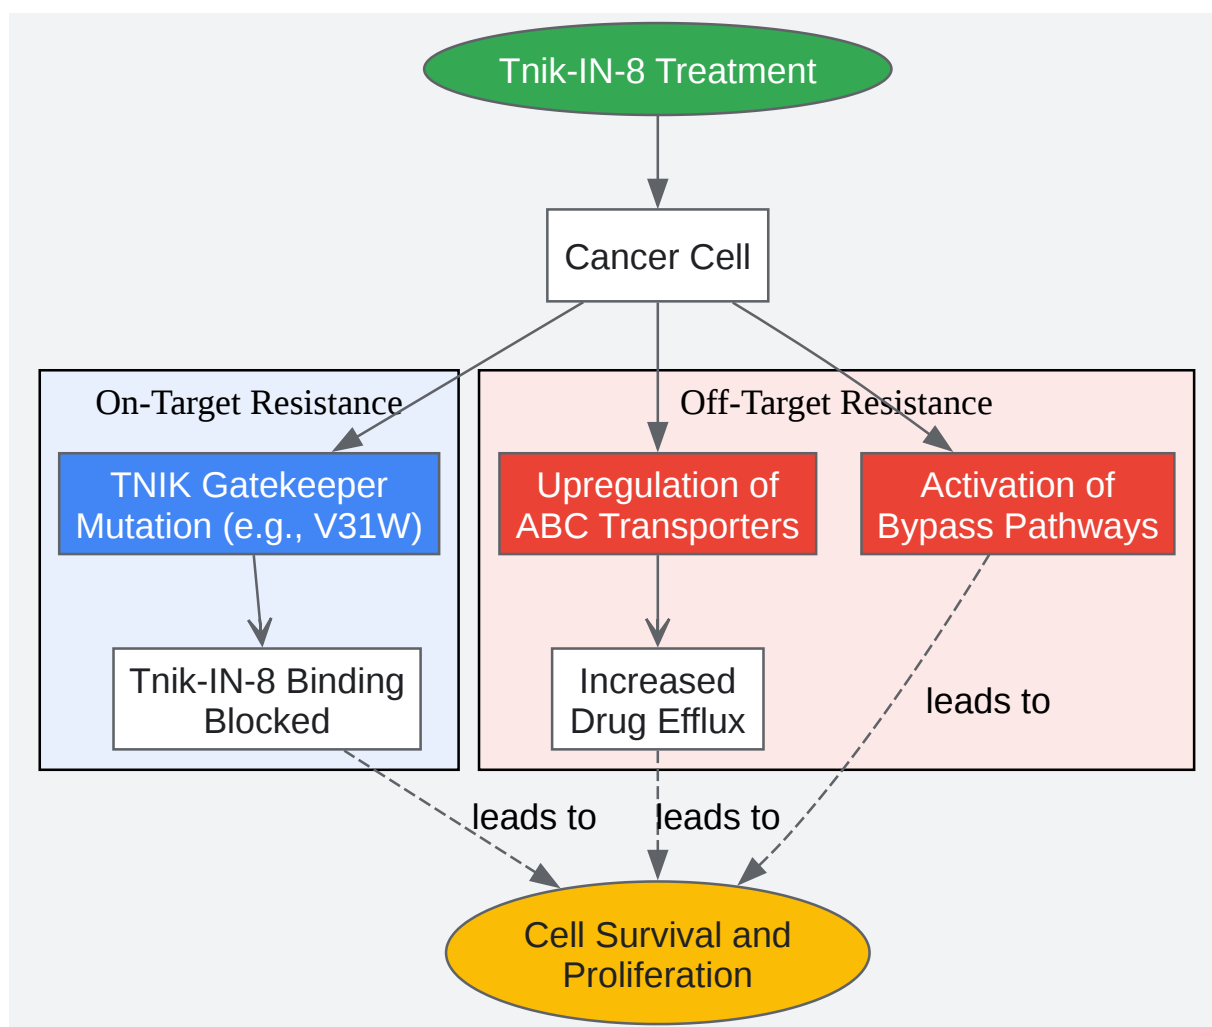 Tnik-IN-8 Treatment
Cancer Cell
On-Target Resistance
Off-Target Resistance
TNIK Gatekeeper
Mutation (e.g., V31W)
Upregulation of
ABC Transporters
Activation of
Bypass Pathways
Tnik-IN-8 Binding
Blocked
Increased
Drug Efflux
leads to
leads to
leads to
Cell Survival and
Proliferation